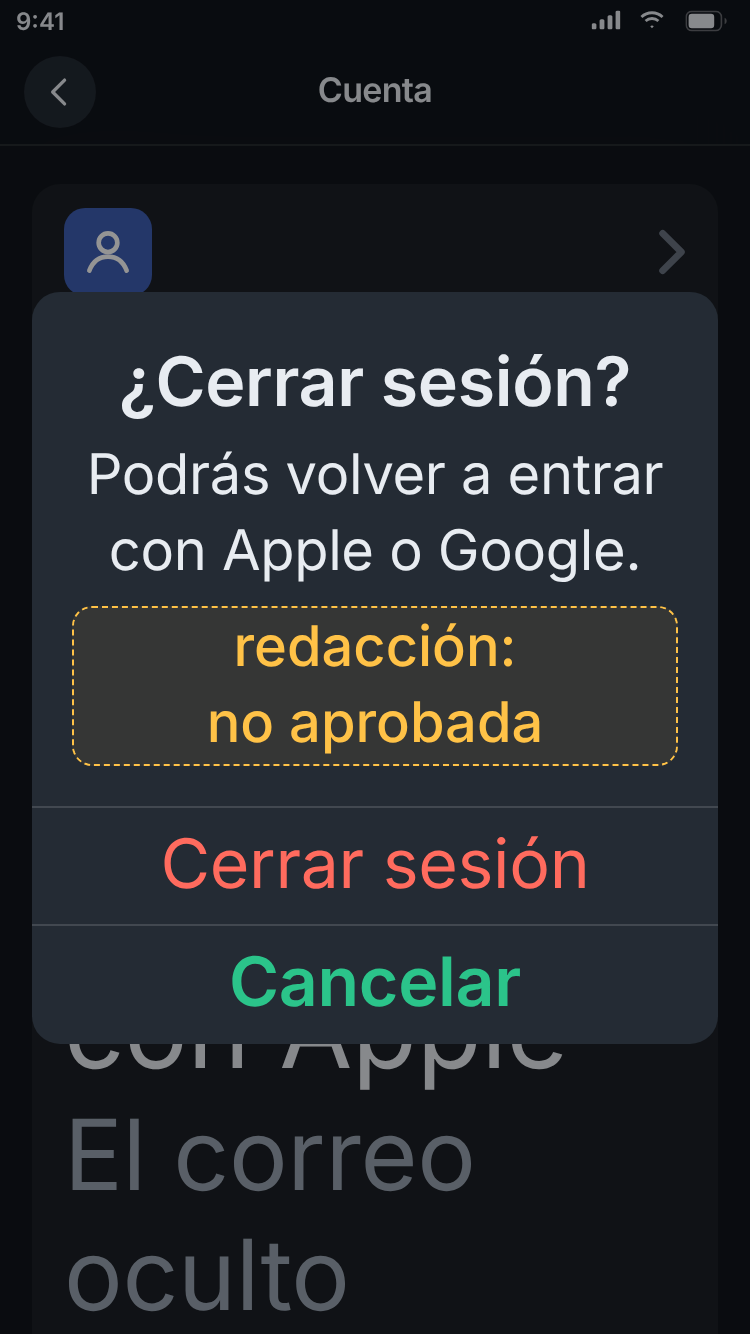 9:41
Cuenta
¿Cerrar sesión?
Podrás volver a entrar
con Apple o Google.
redacción:
no aprobada
Cerrar sesión
Cancelar
con Apple
El correo
oculto